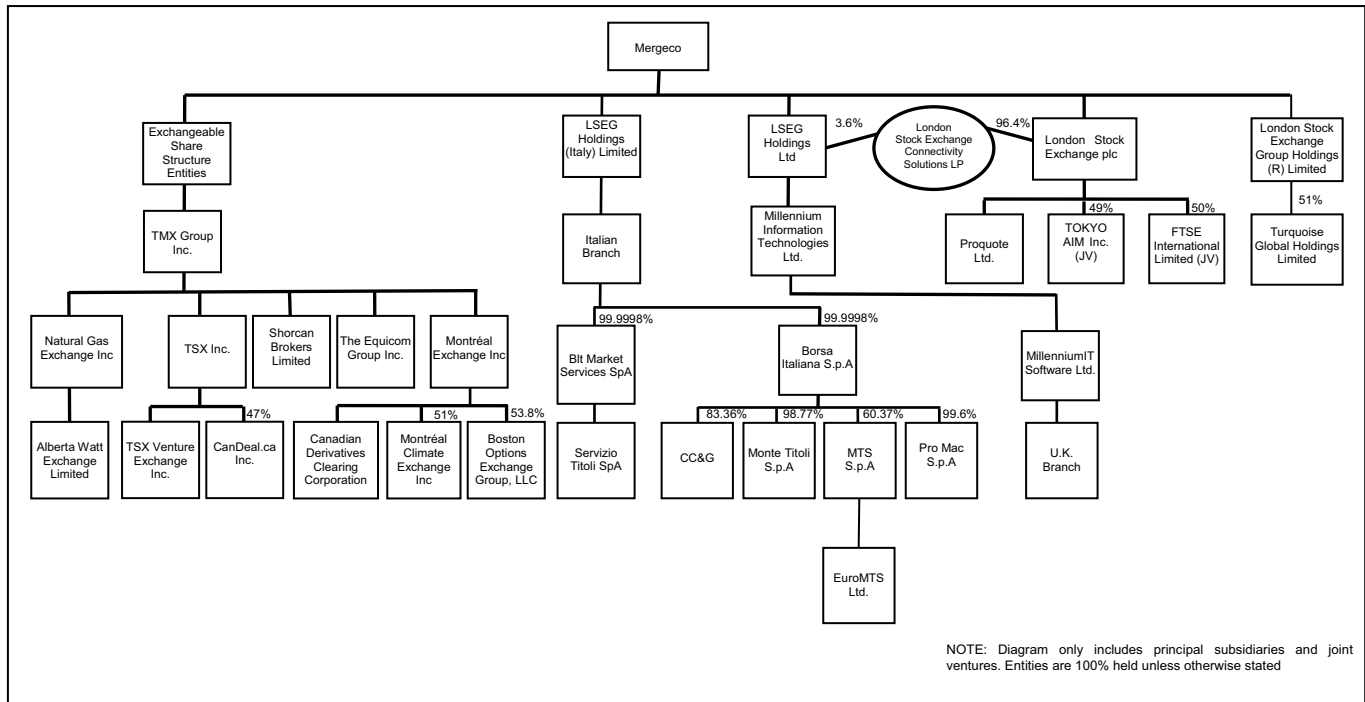 Mergeco
Exchangeable
Share
Structure
Entities
LSEG
Holdings
(Italy) Limited
LSEG
Holdings
Ltd
3.6%
London
Stock Exchange
Connectivity
Solutions LP
96.4%
London Stock
Exchange plc
London Stock
Exchange
Group Holdings
(R) Limited
TMX Group
Inc.
Italian
Branch
Millennium
Information
Technologies
Ltd.
Proquote
Ltd.
49%
TOKYO
AIM Inc.
(JV)
50%
FTSE
International
Limited (JV)
51%
Turquoise
Global Holdings
Limited
Natural Gas
Exchange Inc
TSX Inc.
Shorcan
Brokers
Limited
The Equicom
Group Inc.
Montréal
Exchange Inc
99.9998%
BIt Market
Services SpA
99.9998%
Borsa
Italiana S.p.A
MillenniumIT
Software Ltd.
Alberta Watt
Exchange
Limited
TSX Venture
Exchange
Inc.
47%
CanDeal.ca
Inc.
Canadian
Derivatives
Clearing
Corporation
51%
Montréal
Climate
Exchange
Inc
53.8%
Boston
Options
Exchange
Group, LLC
Servizio
Titoli SpA
83.36%
CC&G
98.77%
Monte Titoli
S.p.A
60.37%
MTS
S.p.A
99.6%
Pro Mac
S.p.A
U.K.
Branch
EuroMTS
Ltd.
NOTE: Diagram only includes principal subsidiaries and joint
ventures. Entities are 100% held unless otherwise stated